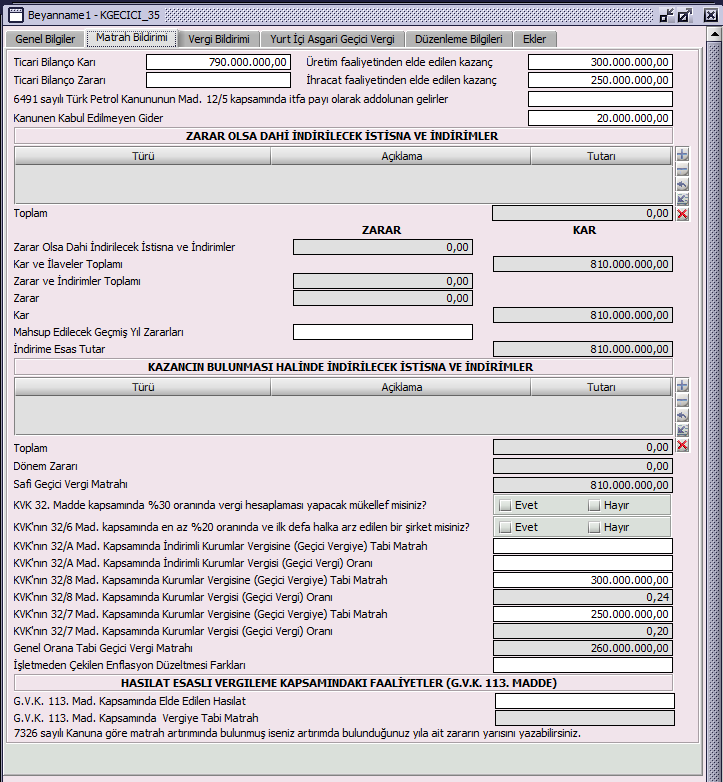 Beyanname1 - KGECICI_35
Genel Bilgiler Matrah Bildirimi Vergi Bildirimi Yurt İçi Asgari Geçici Vergi Düzenleme Bilgileri Ekler
Ticari Bilanço Karı 790.000.000,00 Üretim faaliyetinden elde edilen kazanç 300.000.000,00
Ticari Bilanço Zararı İhracat faaliyetinden elde edilen kazanç 250.000.000,00
6491 sayılı Türk Petrol Kanununun Mad. 12/5 kapsamında itfa payı olarak addolunan gelirler
Kanunen Kabul Edilmeyen Gider 20.000.000,00
ZARAR OLSA DAHİ İNDİRİLECEK İSTİSNA VE İNDİRİMLER
Türü Açıklama Tutarı
Toplam 0,00
ZARAR KAR
Zarar Olsa Dahi İndirilecek İstisna ve İndirimler 0,00
Kar ve İlaveler Toplamı 810.000.000,00
Zarar ve İndirimler Toplamı 0,00
Zarar 0,00
Kar 810.000.000,00
Mahsup Edilecek Geçmiş Yıl Zararları
İndirime Esas Tutar 810.000.000,00
KAZANCIN BULUNMASI HALİNDE İNDİRİLECEK İSTİSNA VE İNDİRİMLER
Türü Açıklama Tutarı
Toplam 0,00
Dönem Zararı 0,00
Safi Geçici Vergi Matrahı 810.000.000,00
KVK 32. Madde kapsamında %30 oranında vergi hesaplaması yapacak mükellef misiniz? Evet Hayır
KVK'nın 32/6 Mad. kapsamında en az %20 oranında ve ilk defa halka arz edilen bir şirket misiniz? Evet Hayır
KVK'nın 32/A Mad. Kapsamında İndirimli Kurumlar Vergisine (Geçici Vergiye) Tabi Matrah
KVK'nın 32/A Mad. Kapsamında İndirimli Kurumlar Vergisi (Geçici Vergi) Oranı
KVK'nın 32/8 Mad. Kapsamında Kurumlar Vergisine (Geçici Vergiye) Tabi Matrah 300.000.000,00
KVK'nın 32/8 Mad. Kapsamında Kurumlar Vergisi (Geçici Vergi) Oranı 0,24
KVK'nın 32/7 Mad. Kapsamında Kurumlar Vergisine (Geçici Vergiye) Tabi Matrah 250.000.000,00
KVK'nın 32/7 Mad. Kapsamında Kurumlar Vergisi (Geçici Vergi) Oranı 0,20
Genel Orana Tabi Geçici Vergi Matrahı 260.000.000,00
İşletmeden Çekilen Enflasyon Düzeltmesi Farkları
HASILAT ESASLI VERGİLEME KAPSAMINDAKİ FAALİYETLER (G.V.K. 113. MADDE)
G.V.K. 113. Mad. Kapsamında Elde Edilen Hasılat
G.V.K. 113. Mad. Kapsamında Vergiye Tabi Matrah
7326 sayılı Kanuna göre matrah artırımında bulunmuş iseniz artırımda bulunduğunuz yıla ait zararın yarısını yazabilirsiniz.